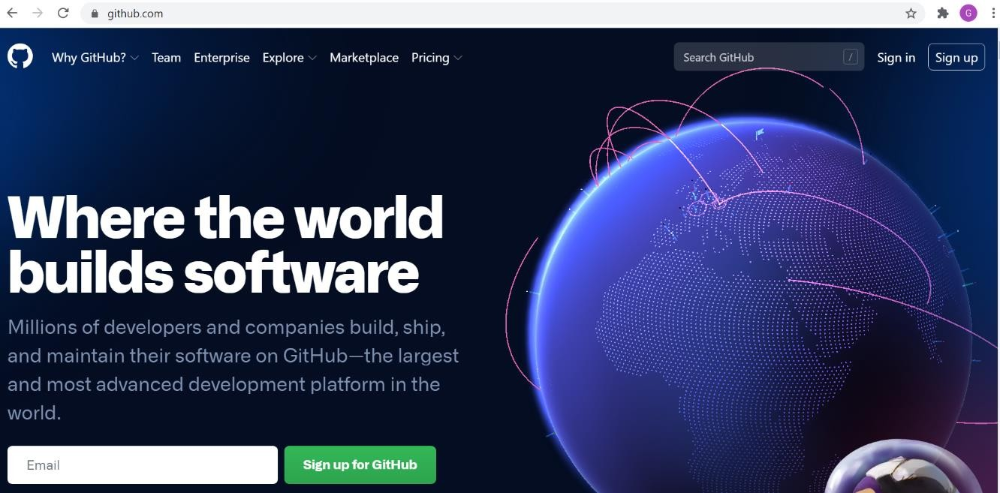 github.com
G
Why GitHub? Team Enterprise Explore Marketplace Pricing
Search GitHub /
Sign in
Sign up
Where the world
builds software
Millions of developers and companies build, ship,
and maintain their software on GitHub—the largest
and most advanced development platform in the
world.
Email
Sign up for GitHub